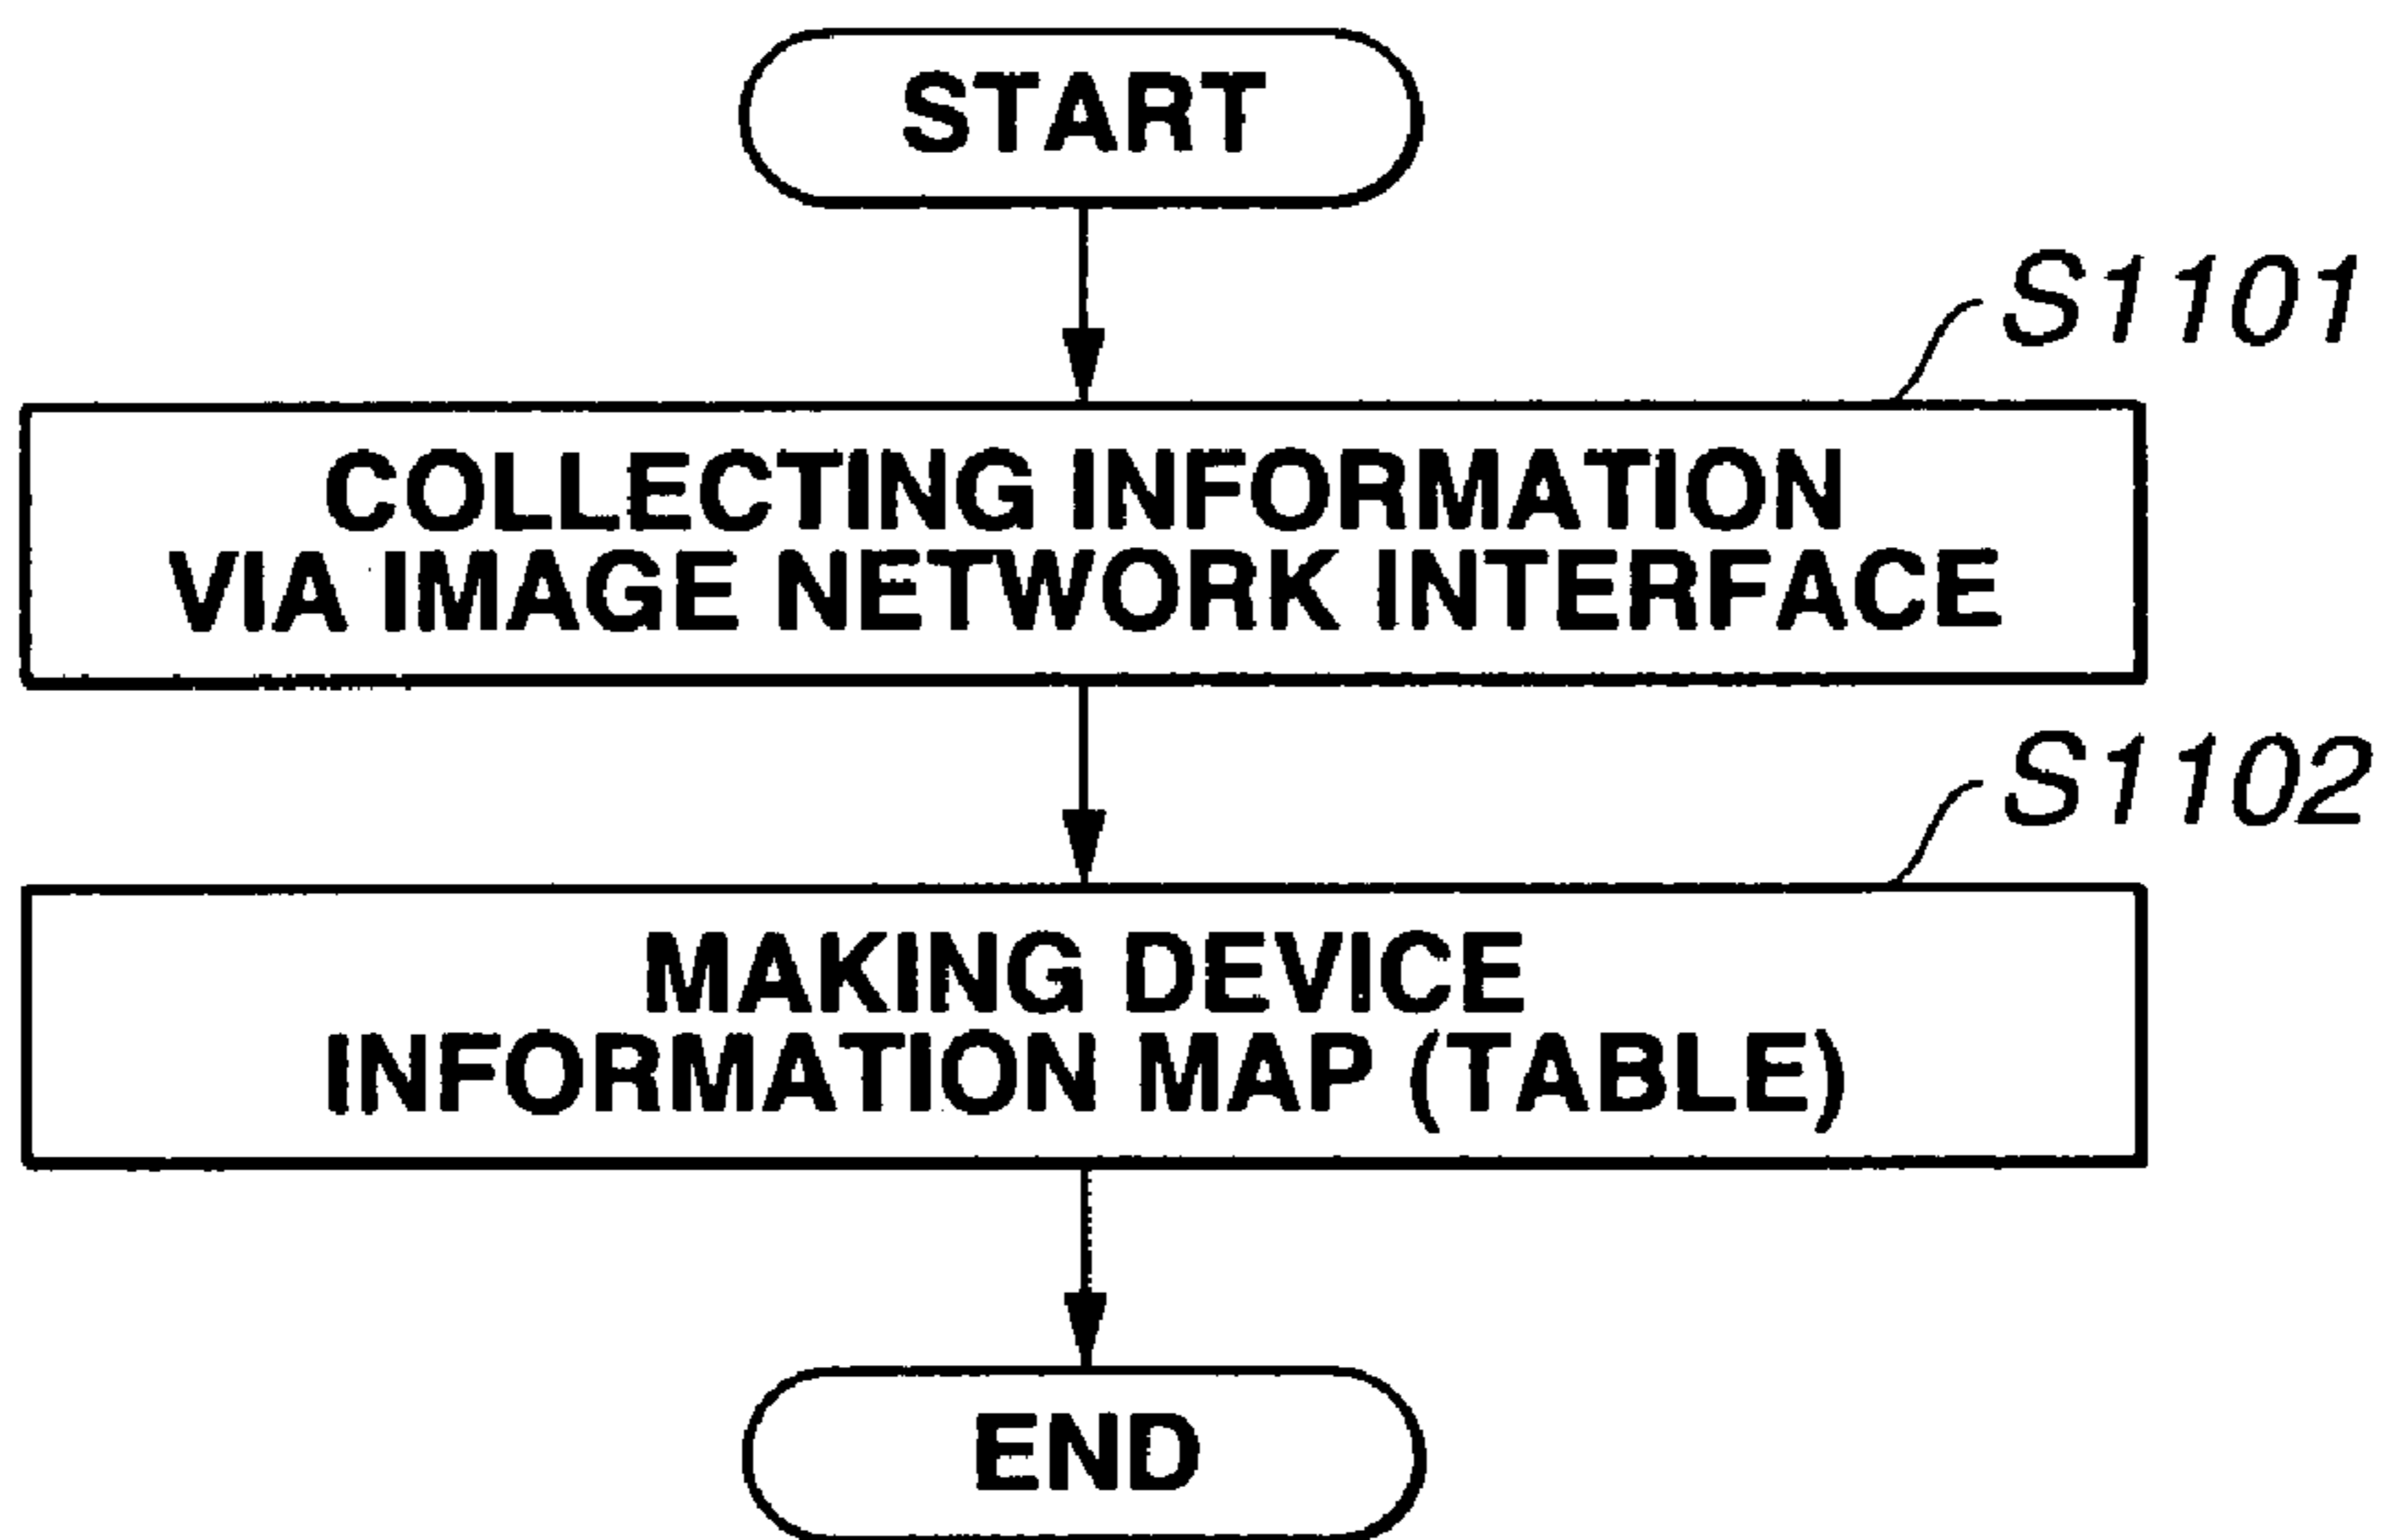 START
S1101
COLLECTING INFORMATION
VIA IMAGE NETWORK INTERFACE
S1102
MAKING DEVICE
INFORMATION MAP (TABLE)
END